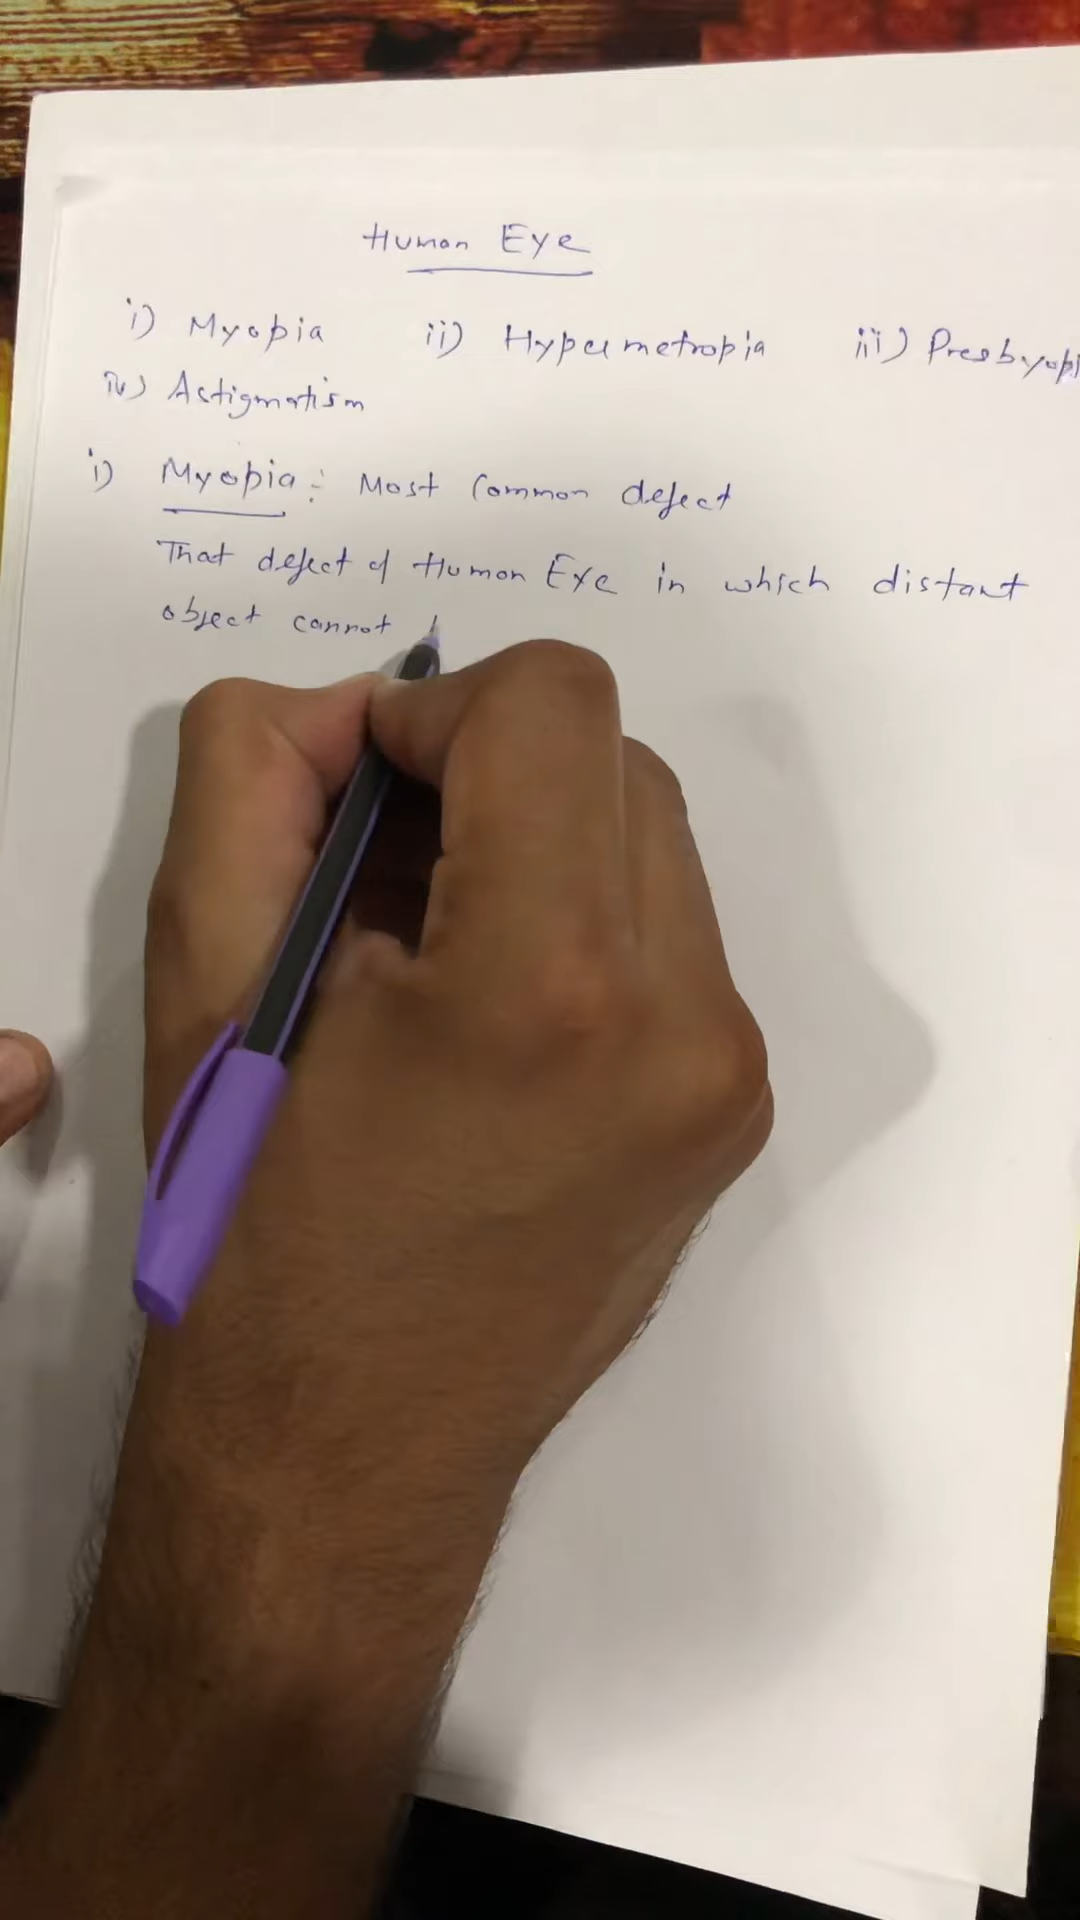 Human Eye
i) Myopia ii) Hypermetropia iii) Presbyopi
iv) Astigmatism
i) Myopia :- Most Common defect
That defect of Human Eye in which distant
object cannot